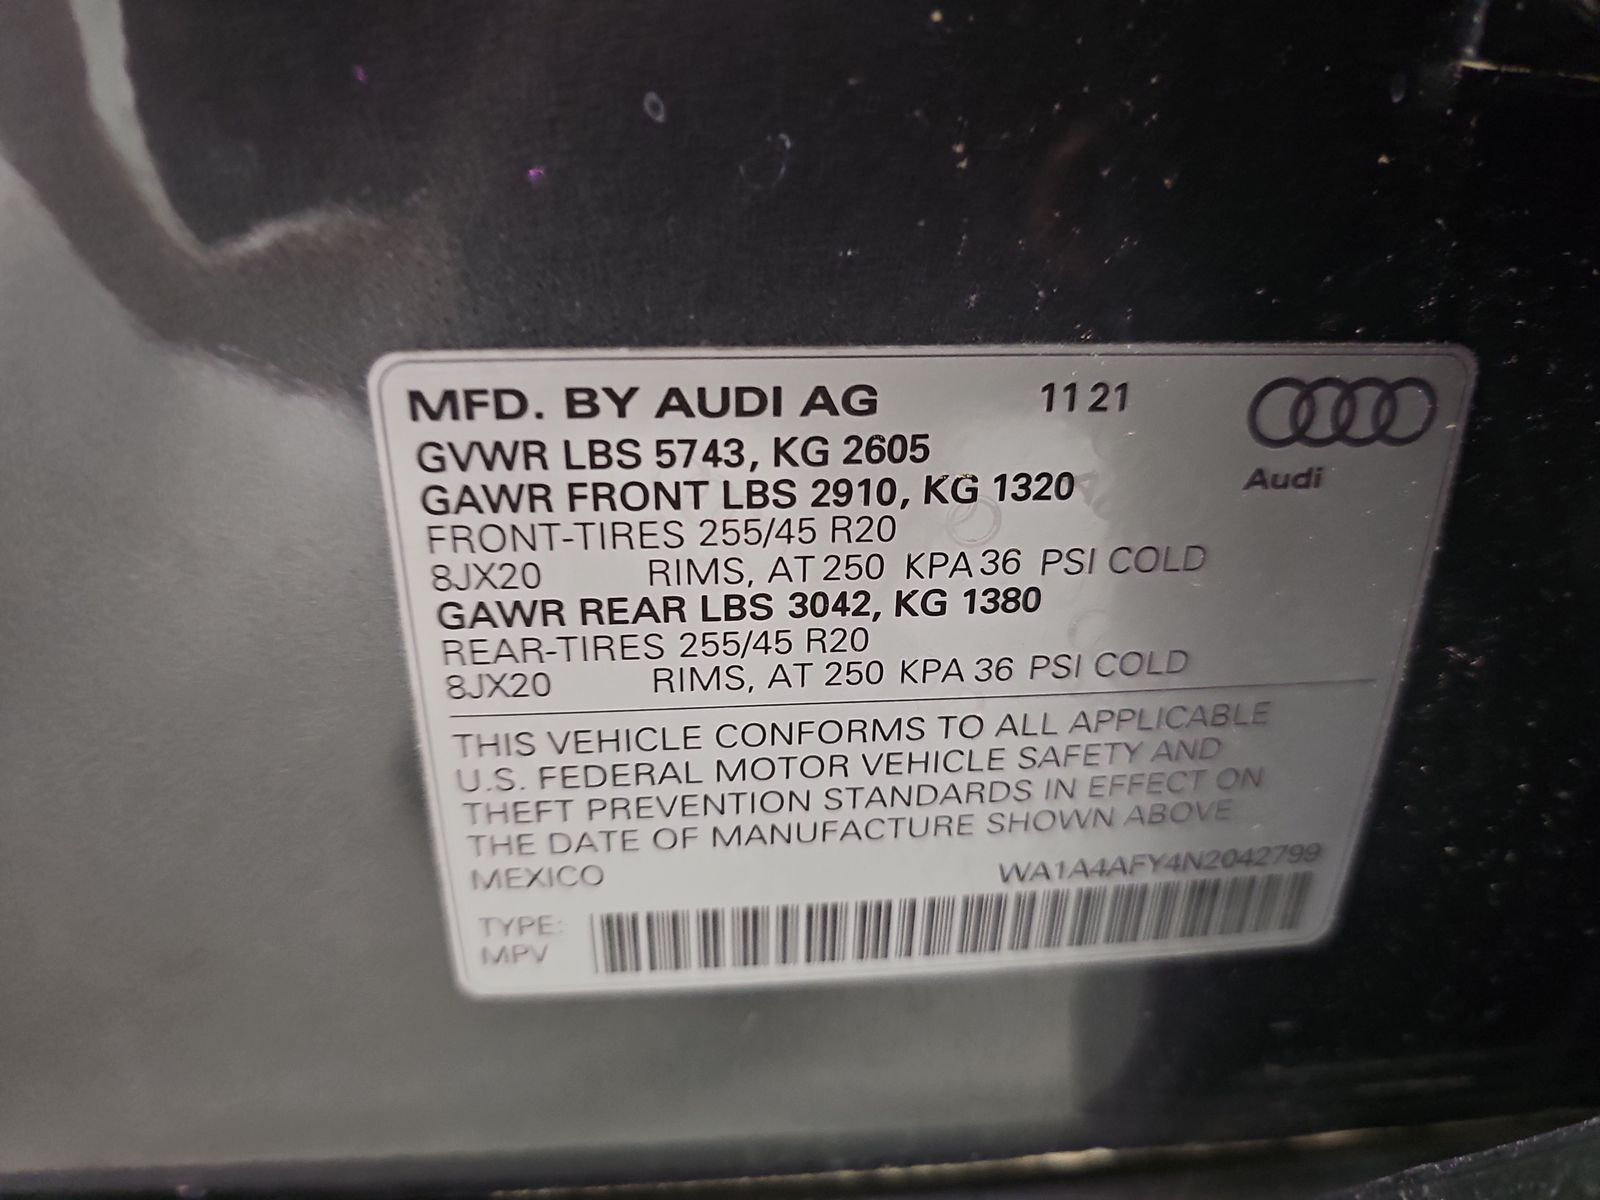 MFD. BY AUDI AG 11 21
Audi
GVWR LBS 5743, KG 2605
GAWR FRONT LBS 2910, KG 1320
FRONT-TIRES 255/45 R20
8JX20 RIMS, AT 250 KPA 36 PSI COLD
GAWR REAR LBS 3042, KG 1380
REAR-TIRES 255/45 R20
8JX20 RIMS, AT 250 KPA 36 PSI COLD
THIS VEHICLE CONFORMS TO ALL APPLICABLE
U.S. FEDERAL MOTOR VEHICLE SAFETY AND
THEFT PREVENTION STANDARDS IN EFFECT ON
THE DATE OF MANUFACTURE SHOWN ABOVE
MEXICO WA1A4AFY4N2042799
TYPE:
MPV